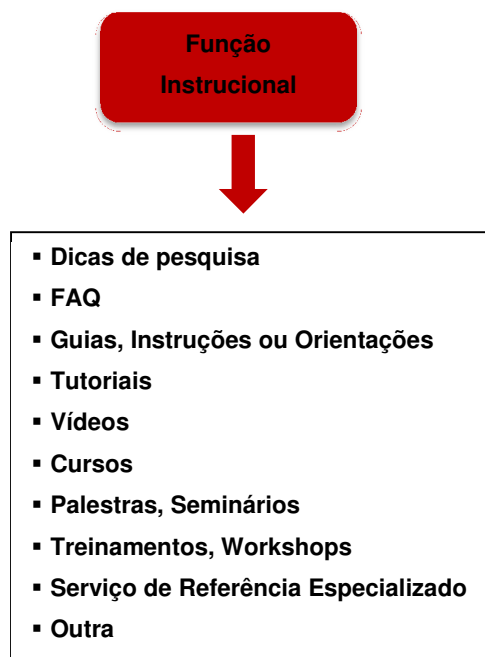 Função
Instrucional
▪ Dicas de pesquisa
▪ FAQ
▪ Guias, Instruções ou Orientações
▪ Tutoriais
▪ Vídeos
▪ Cursos
▪ Palestras, Seminários
▪ Treinamentos, Workshops
▪ Serviço de Referência Especializado
▪ Outra